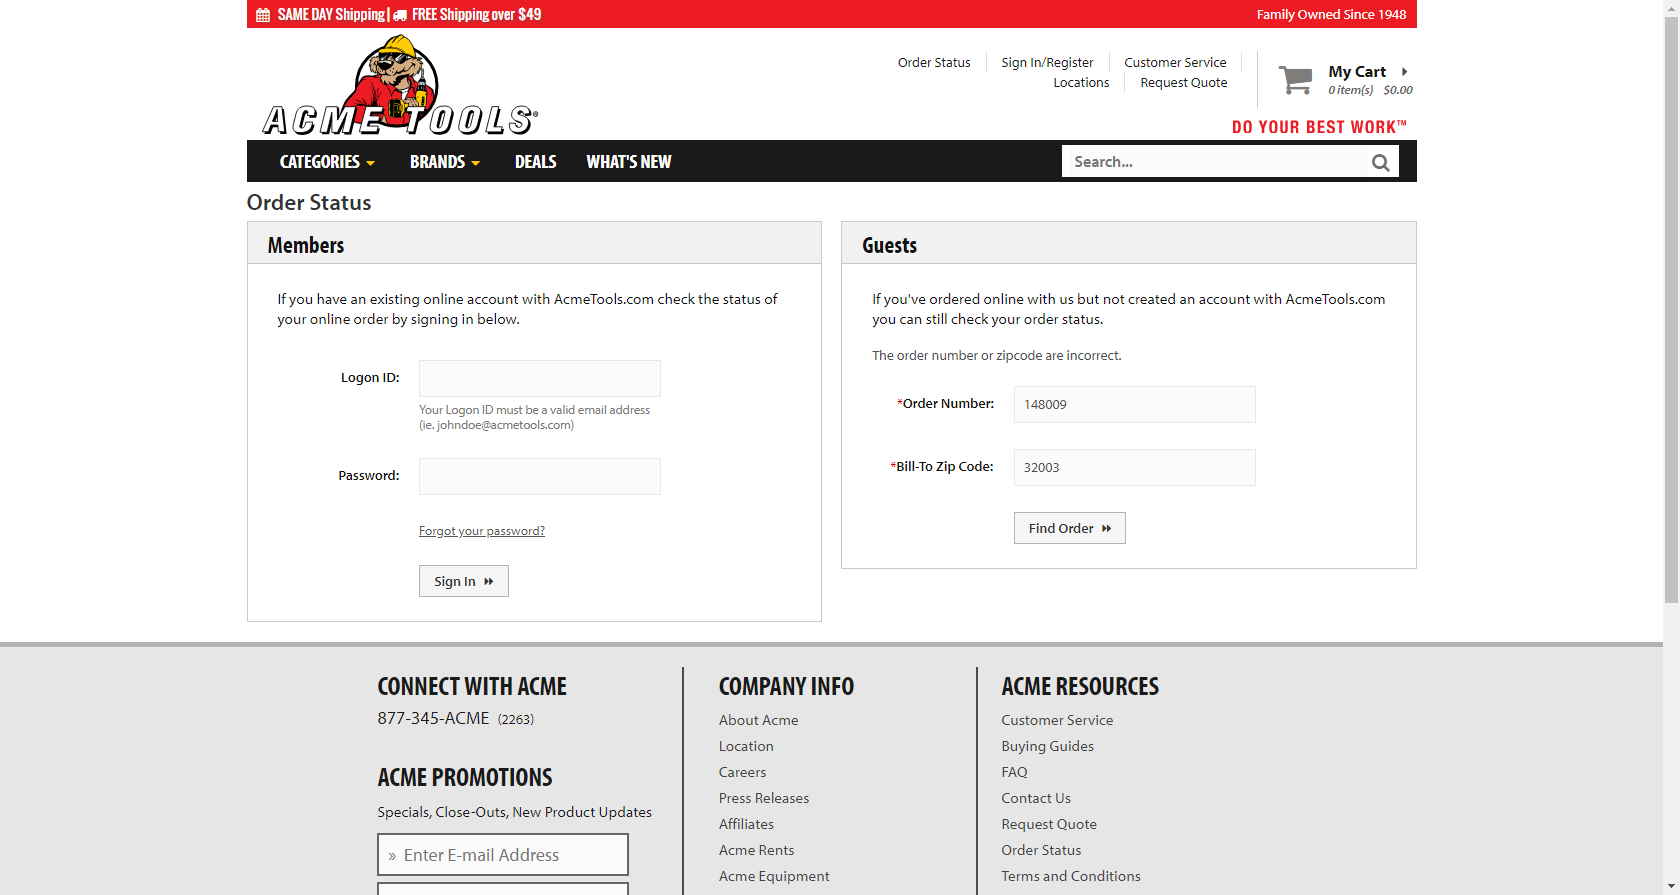 SAME DAY Shipping | FREE Shipping over $49
Family Owned Since 1948
ACME TOOLS®
Order Status
Sign In/Register
Customer Service
Locations
Request Quote
My Cart
0 item(s) $0.00
DO YOUR BEST WORK™
CATEGORIES
BRANDS
DEALS
WHAT'S NEW
Search...
Order Status
Members
If you have an existing online account with AcmeTools.com check the status of
your online order by signing in below.
Logon ID:
Your Logon ID must be a valid email address
(ie. johndoe@acmetools.com)
Password:
Forgot your password?
Sign In
Guests
If you've ordered online with us but not created an account with AcmeTools.com
you can still check your order status.
The order number or zipcode are incorrect.
*Order Number:
148009
*Bill-To Zip Code:
32003
Find Order
CONNECT WITH ACME
877-345-ACME (2263)
ACME PROMOTIONS
Specials, Close-Outs, New Product Updates
» Enter E-mail Address
COMPANY INFO
About Acme
Location
Careers
Press Releases
Affiliates
Acme Rents
Acme Equipment
ACME RESOURCES
Customer Service
Buying Guides
FAQ
Contact Us
Request Quote
Order Status
Terms and Conditions